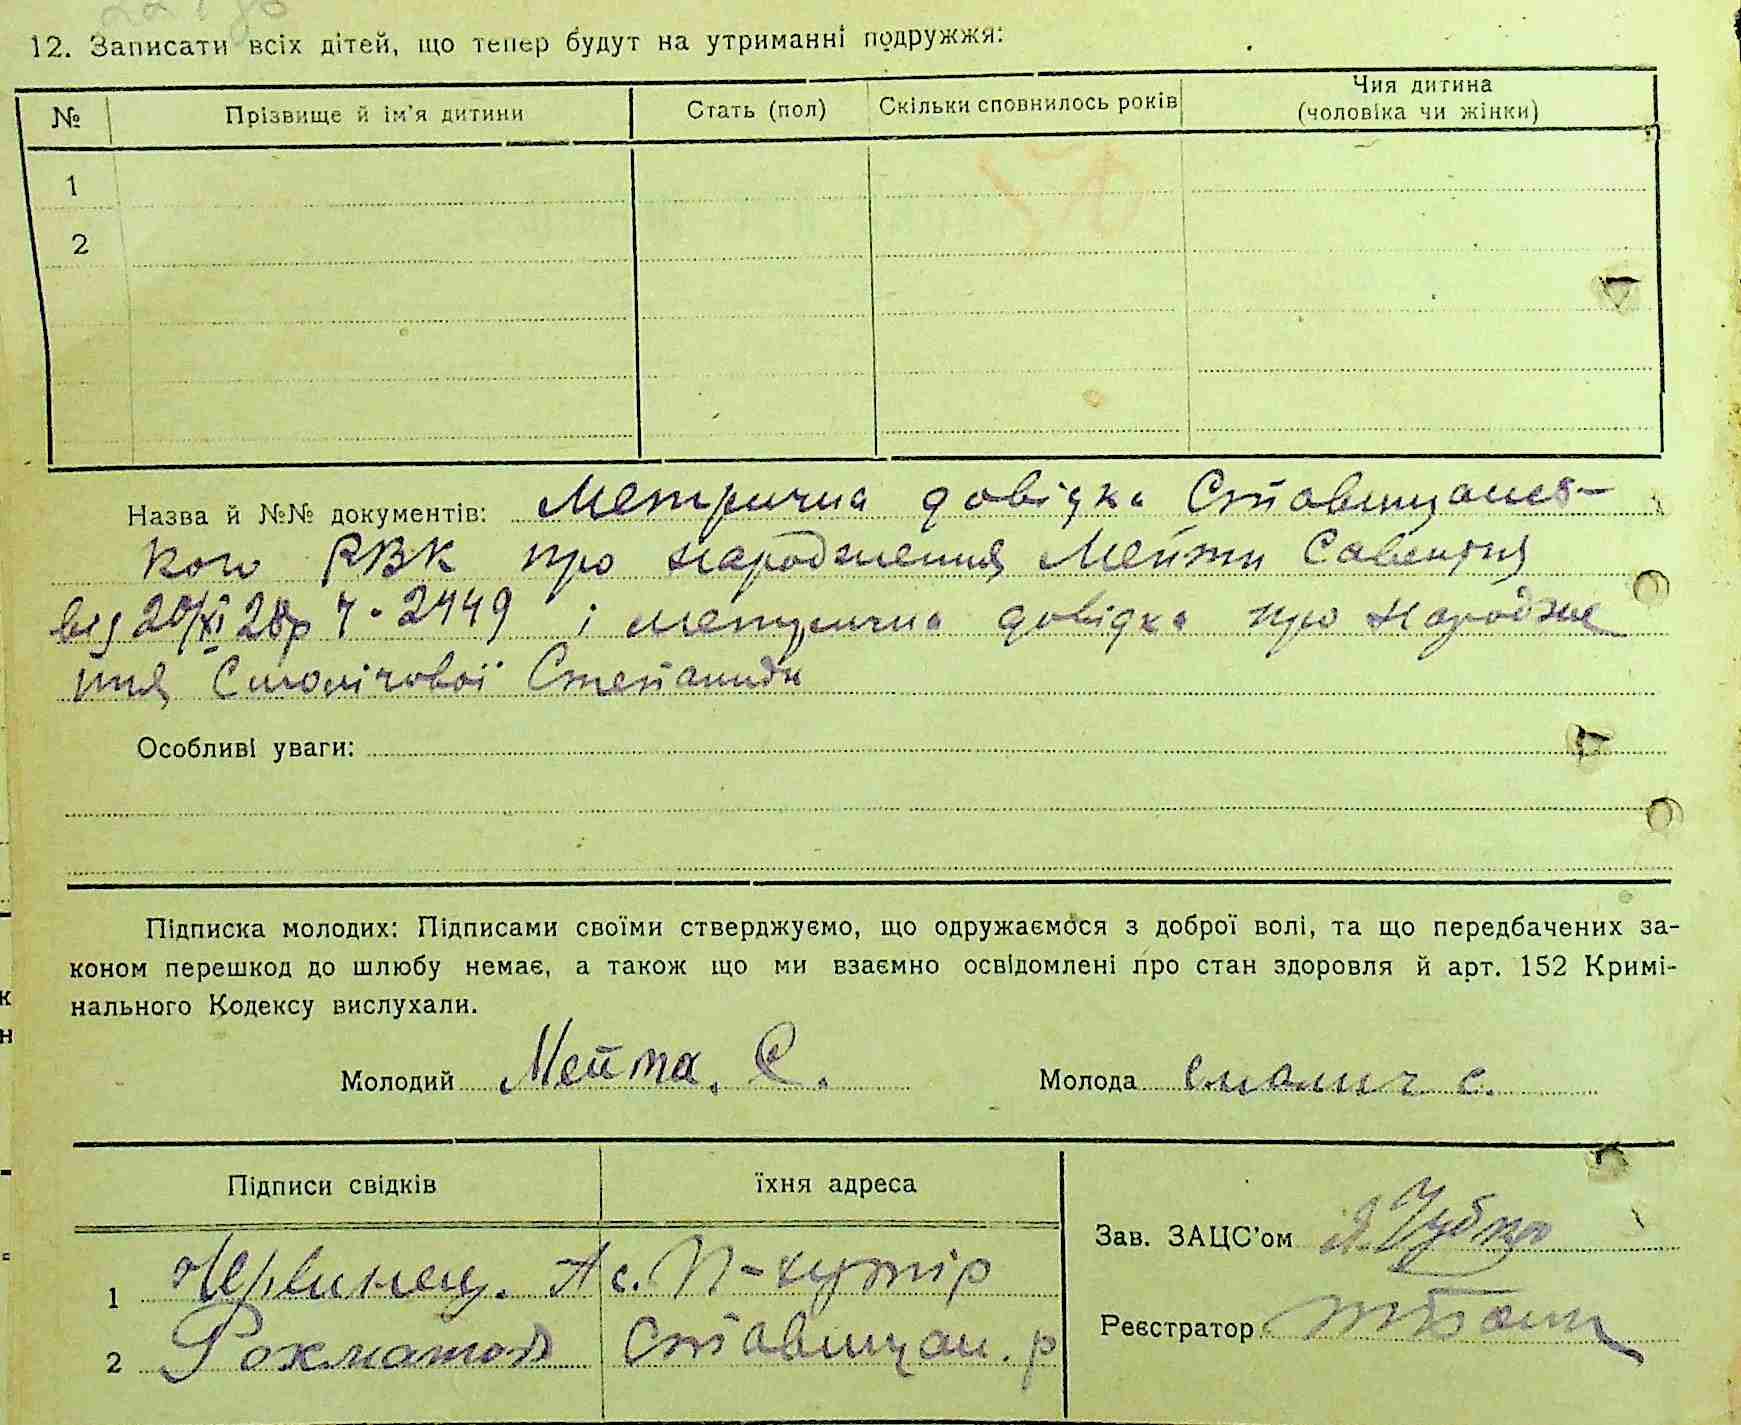 12. Записати всіх дітей, що тепер будут на утриманні подружжя:
№ Прізвище й ім'я дитини Стать (пол) Скільки сповнилось років Чия дитина (чоловіка чи жінки)
1
2
Назва й №№ документів: Метрична довідка Ставищансь-
кого РВК про народження Мейти Савентія
від 20/XI 28р Ч. 2449 і метрична довідка про народже
ння Смолічової Степаниди
Особливі уваги:
Підписка молодих: Підписами своїми стверджуємо, що одружаємося з доброї волі, та що передбачених за-
коном перешкод до шлюбу немає, а також що ми взаємно освідомлені про стан здоровля й арт. 152 Кримі-
нального Кодексу вислухали.
Молодий Мейта. С. Молода Смолич с.
Підписи свідків їхня адреса
Зав. ЗАЦС'ом
1 Червинец. А с. П-хутір
Реєстратор
2 Ставищан. р